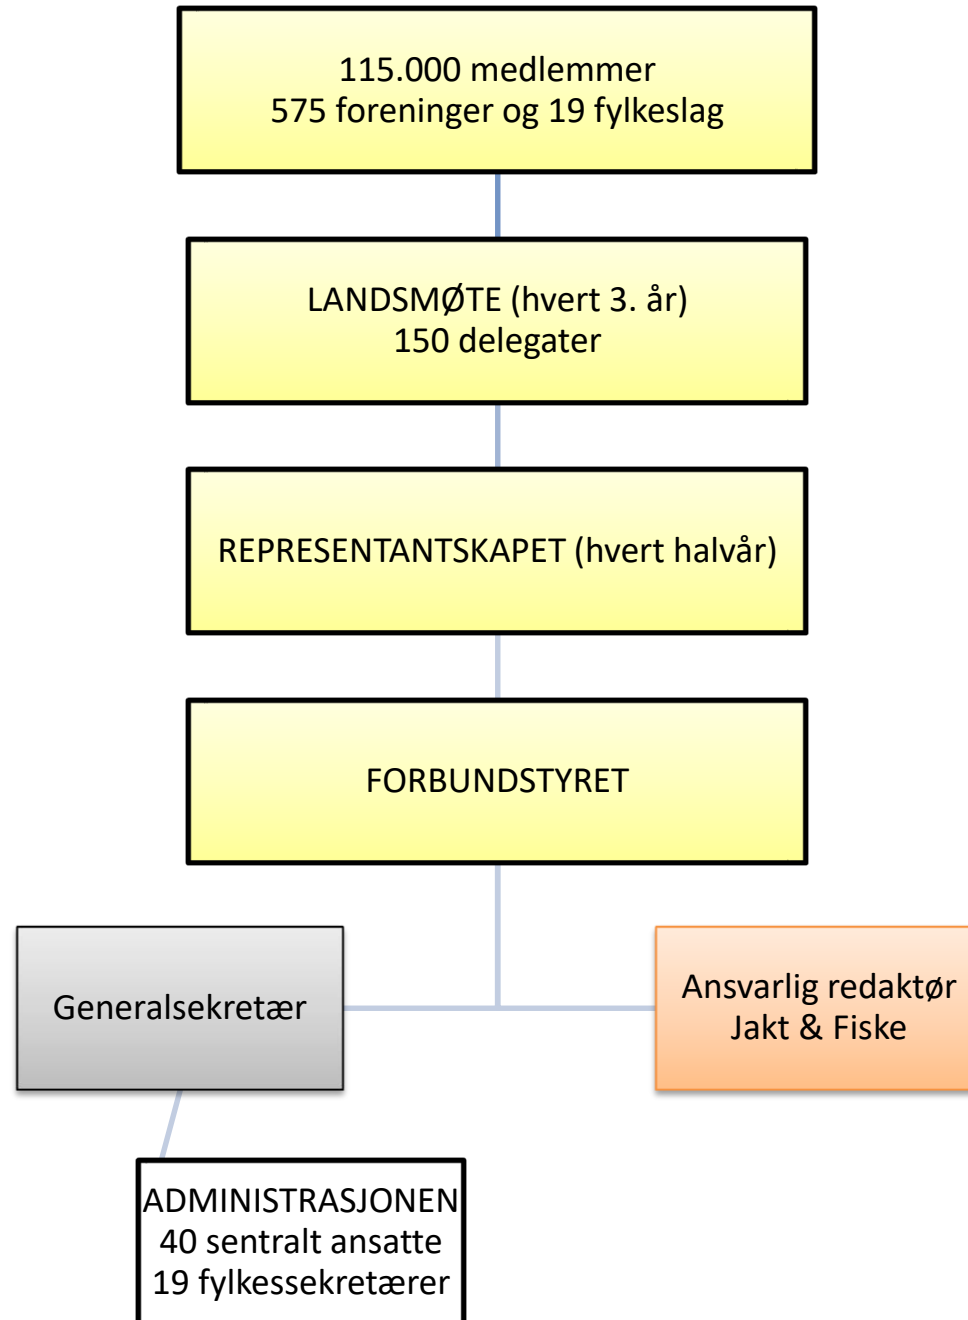 115.000 medlemmer
575 foreninger og 19 fylkeslag
LANDSMØTE (hvert 3. år)
150 delegater
REPRESENTANTSKAPET (hvert halvår)
FORBUNDSTYRET
Generalsekretær
Ansvarlig redaktør
Jakt & Fiske
ADMINISTRASJONEN
40 sentralt ansatte
19 fylkessekretærer